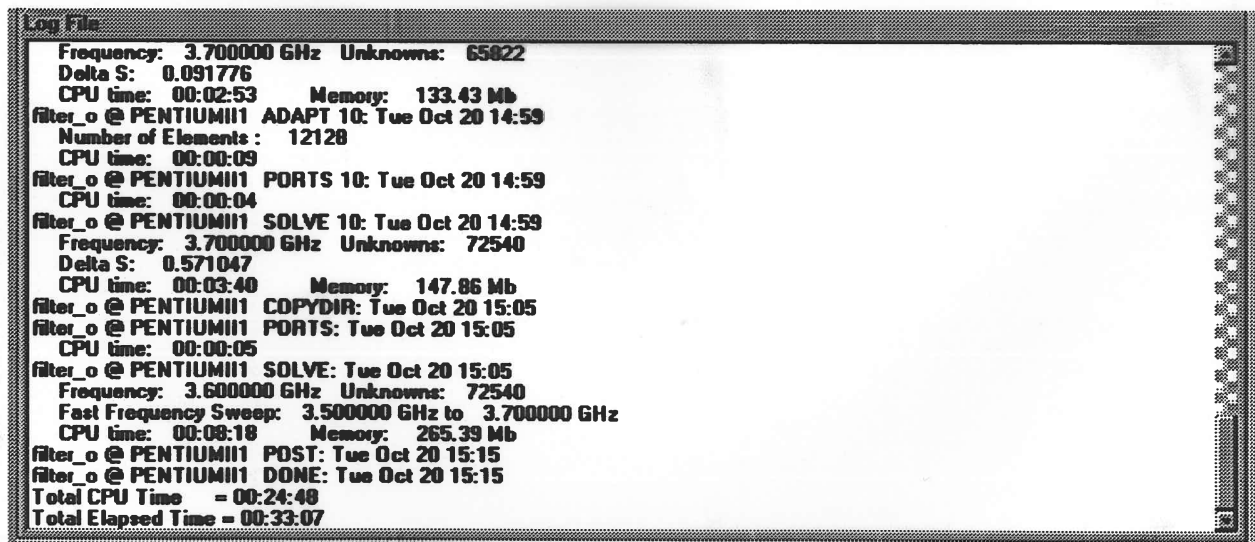 Log File
Frequency: 3.700000 GHz Unknowns: 65822
Delta S: 0.091776
CPU time: 00:02:53 Memory: 133.43 Mb
filter_o @ PENTIUMII1 ADAPT 10: Tue Oct 20 14:59
Number of Elements : 12128
CPU time: 00:00:09
filter_o @ PENTIUMII1 PORTS 10: Tue Oct 20 14:59
CPU time: 00:00:04
filter_o @ PENTIUMII1 SOLVE 10: Tue Oct 20 14:59
Frequency: 3.700000 GHz Unknowns: 72540
Delta S: 0.571047
CPU time: 00:03:40 Memory: 147.86 Mb
filter_o @ PENTIUMII1 COPYDIR: Tue Oct 20 15:05
filter_o @ PENTIUMII1 PORTS: Tue Oct 20 15:05
CPU time: 00:00:05
filter_o @ PENTIUMII1 SOLVE: Tue Oct 20 15:05
Frequency: 3.600000 GHz Unknowns: 72540
Fast Frequency Sweep: 3.500000 GHz to 3.700000 GHz
CPU time: 00:08:18 Memory: 265.39 Mb
filter_o @ PENTIUMII1 POST: Tue Oct 20 15:15
filter_o @ PENTIUMII1 DONE: Tue Oct 20 15:15
Total CPU Time = 00:24:48
Total Elapsed Time = 00:33:07